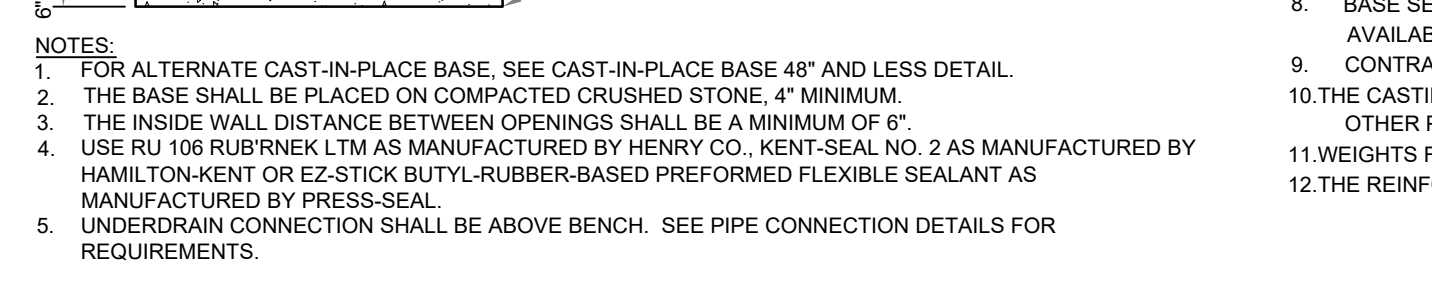 6"
NOTES:
1. FOR ALTERNATE CAST-IN-PLACE BASE, SEE CAST-IN-PLACE BASE 48" AND LESS DETAIL.
2. THE BASE SHALL BE PLACED ON COMPACTED CRUSHED STONE, 4" MINIMUM.
3. THE INSIDE WALL DISTANCE BETWEEN OPENINGS SHALL BE A MINIMUM OF 6".
4. USE RU 106 RUB'RNEK LTM AS MANUFACTURED BY HENRY CO., KENT-SEAL NO. 2 AS MANUFACTURED BY
HAMILTON-KENT OR EZ-STICK BUTYL-RUBBER-BASED PREFORMED FLEXIBLE SEALANT AS
MANUFACTURED BY PRESS-SEAL.
5. UNDERDRAIN CONNECTION SHALL BE ABOVE BENCH. SEE PIPE CONNECTION DETAILS FOR
REQUIREMENTS.
8. BASE
9.
10.THE
OTHER
11.WEIGHTS
12.THE